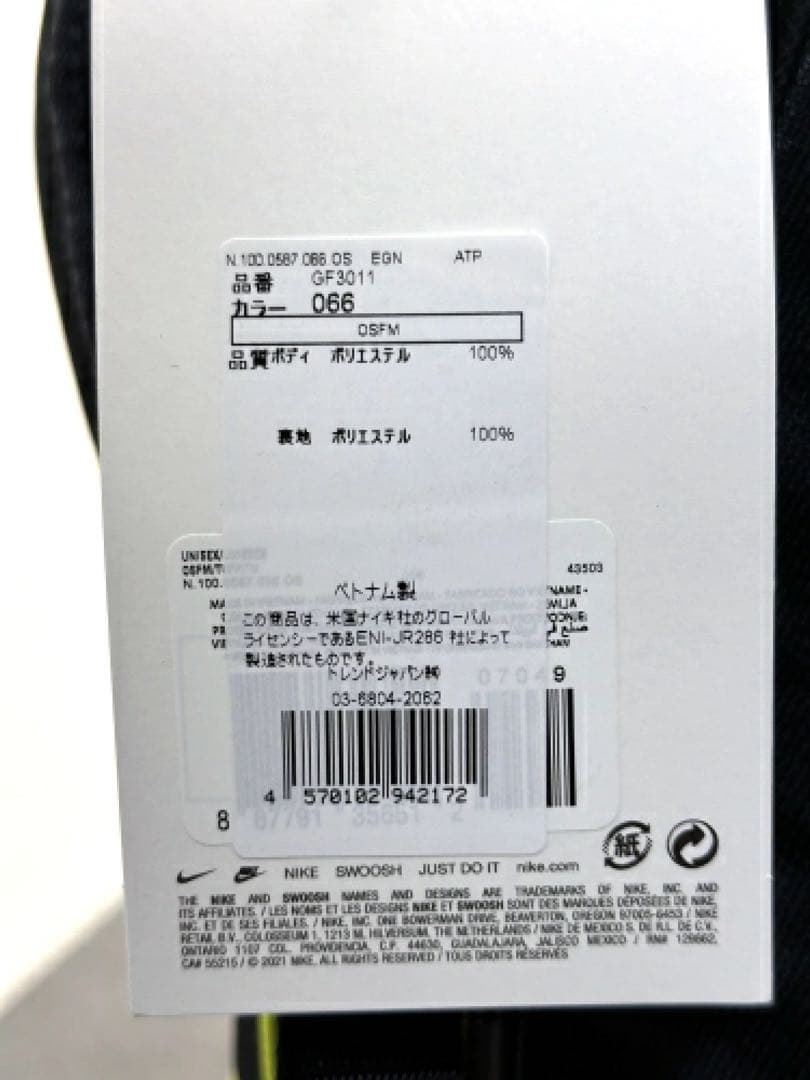 N.100.0587.066.OS EGN ATP
品番 GF3011
カラー 066
OSFM
品質ボディ ポリエステル 100%
裏地 ポリエステル 100%
UNISEX/
OSFM/T 43503
N.100.
ベトナム製
この商品は、米国ナイキ社のグローバル
ライセンシーであるENI-JR286 社によって
製造されたものです。
トレンドジャパン㈱
07049
03-6804-2062
4 570102 942172
8 87791 35651 2
紙
NIKE SWOOSH JUST DO IT nike.com
THE NIKE AND SWOOSH NAMES AND DESIGNS ARE TRADEMARKS OF NIKE, INC. AND
ITS AFFILIATES. / LES NOMS ET LES DESIGNS NIKE ET SWOOSH SONT DES MARQUES DÉPOSÉES DE NIKE,
INC. ET DE SES FILIALES. / NIKE, INC. ONE BOWERMAN DRIVE, BEAVERTON, OREGON 97005-6453 / NIKE
RETAIL B.V., COLOSSEUM 1, 1213 NL HILVERSUM, THE NETHERLANDS / NIKE DE MEXICO S. DE R.L. DE C.V.,
ONTARIO 1107 COL. PROVIDENCIA, C.P. 44630, GUADALAJARA, JALISCO MEXICO / RN# 128662,
CA# 55215 / © 2021 NIKE. ALL RIGHTS RESERVED / TOUS DROITS RÉSERVÉS